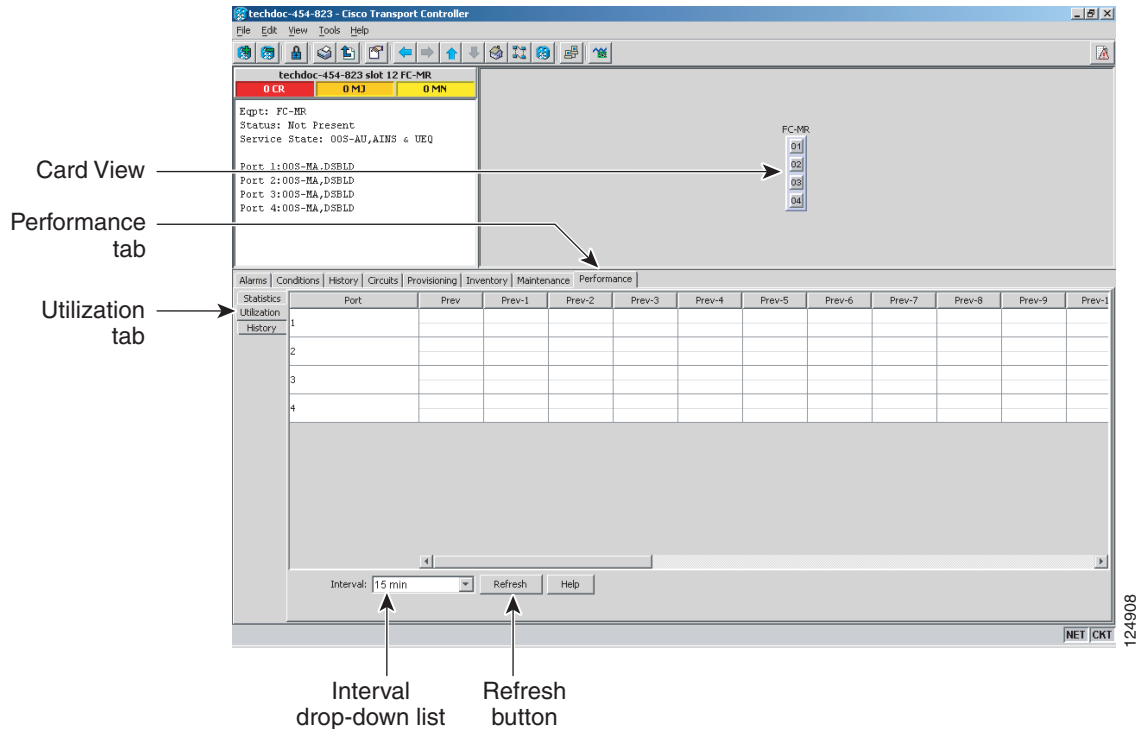 techdoc-454-823 - Cisco Transport Controller
File Edit View Tools Help
techdoc-454-823 slot 12 FC-MR
0 CR 0 MJ 0 MN
Eqpt: FC-MR
Status: Not Present
Service State: OOS-AU,AINS & UEQ
Port 1:OOS-MA,DSBLD
Port 2:OOS-MA,DSBLD
Port 3:OOS-MA,DSBLD
Port 4:OOS-MA,DSBLD
FC-MR
01
02
03
04
Card View
Performance
tab
Utilization
tab
Alarms Conditions History Circuits Provisioning Inventory Maintenance Performance
Statistics
Utilization
History
Port Prev Prev-1 Prev-2 Prev-3 Prev-4 Prev-5 Prev-6 Prev-7 Prev-8 Prev-9 Prev-1
1
2
3
4
Interval: 15 min Refresh Help
NET CKT
124908
Interval
drop-down list
Refresh
button